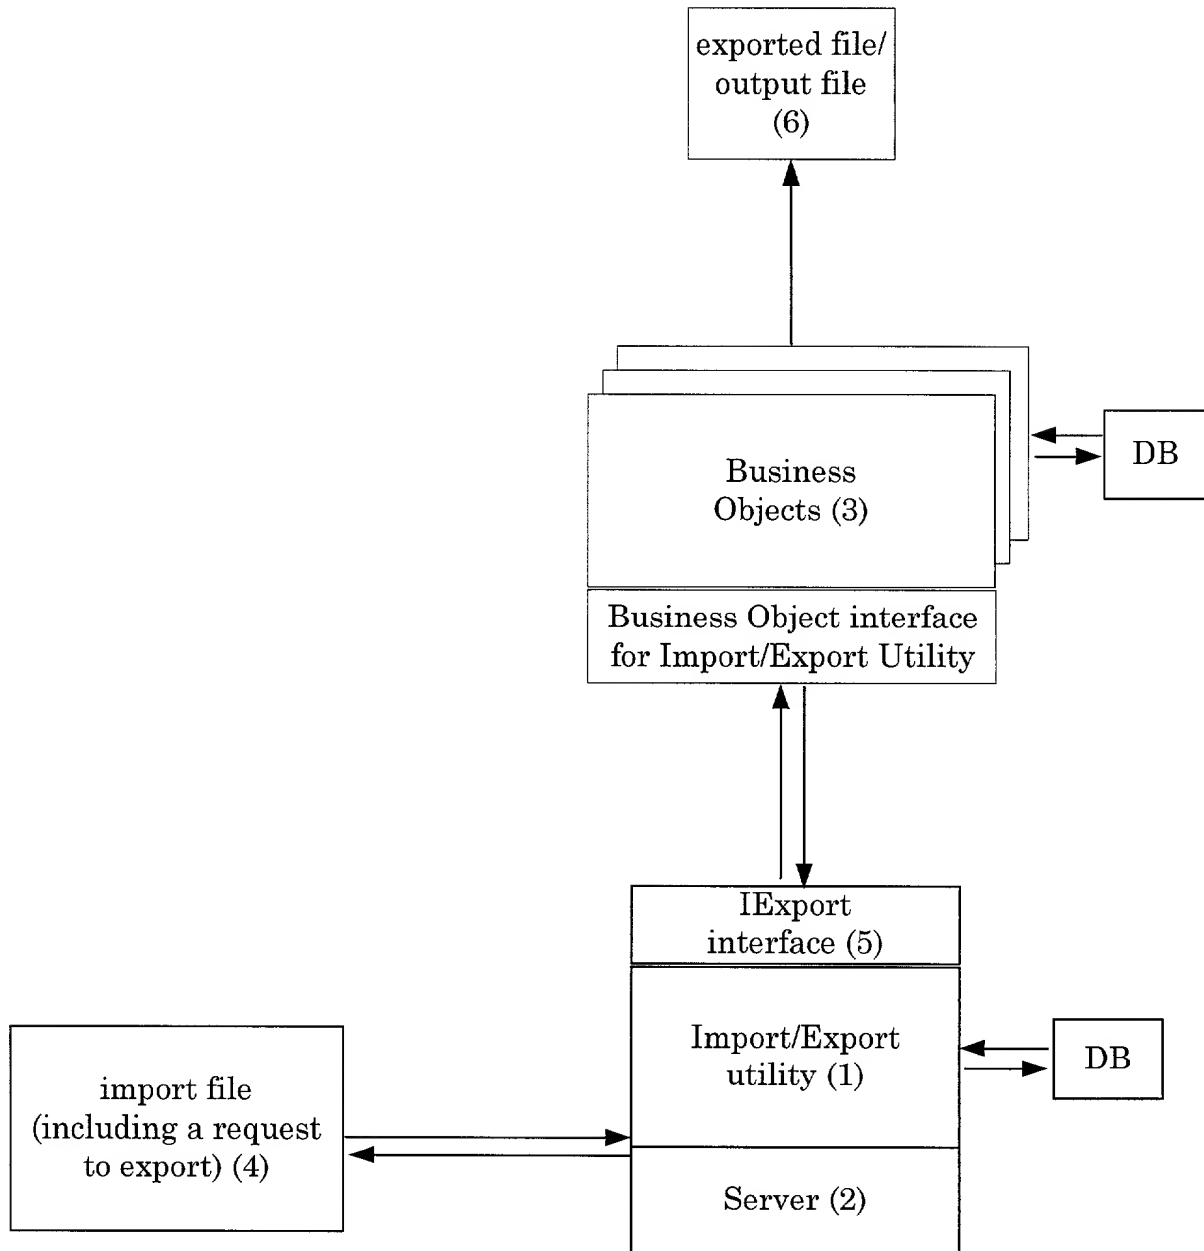 exported file/
output file
(6)
Business
Objects (3)
DB
Business Object interface
for Import/Export Utility
IExport
interface (5)
Import/Export
utility (1)
DB
import file
(including a request
to export) (4)
Server (2)